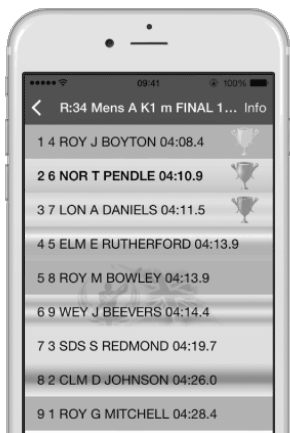 09:41 100%
R:34 Mens A K1 m FINAL 1... Info
1 4 ROY J BOYTON 04:08.4
2 6 NOR T PENDLE 04:10.9
3 7 LON A DANIELS 04:11.5
4 5 ELM E RUTHERFORD 04:13.9
5 8 ROY M BOWLEY 04:13.9
6 9 WEY J BEEVERS 04:14.4
7 3 SDS S REDMOND 04:19.7
8 2 CLM D JOHNSON 04:26.0
9 1 ROY G MITCHELL 04:28.4